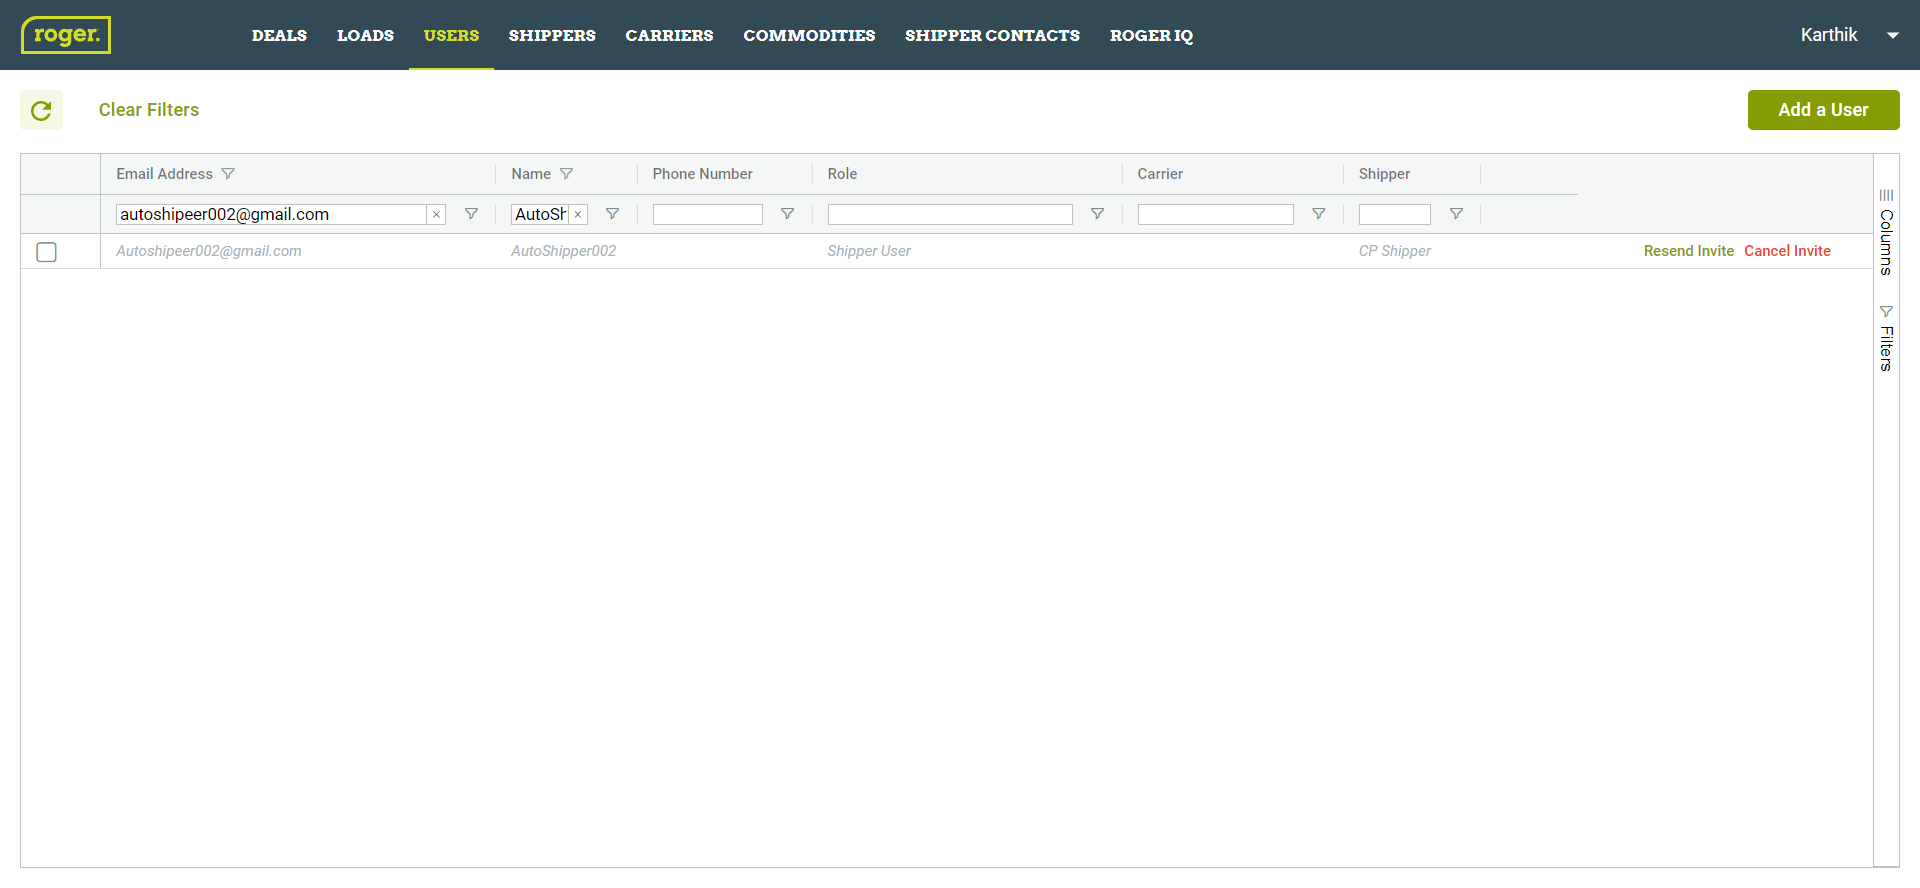 roger. DEALS LOADS USERS SHIPPERS CARRIERS COMMODITIES SHIPPER CONTACTS ROGER IQ Karthik
Clear Filters Add a User
Email Address Name Phone Number Role Carrier Shipper
autoshipeer002@gmail.com × AutoSh ×
Autoshipeer002@gmail.com AutoShipper002 Shipper User CP Shipper Resend Invite Cancel Invite
Columns
Filters